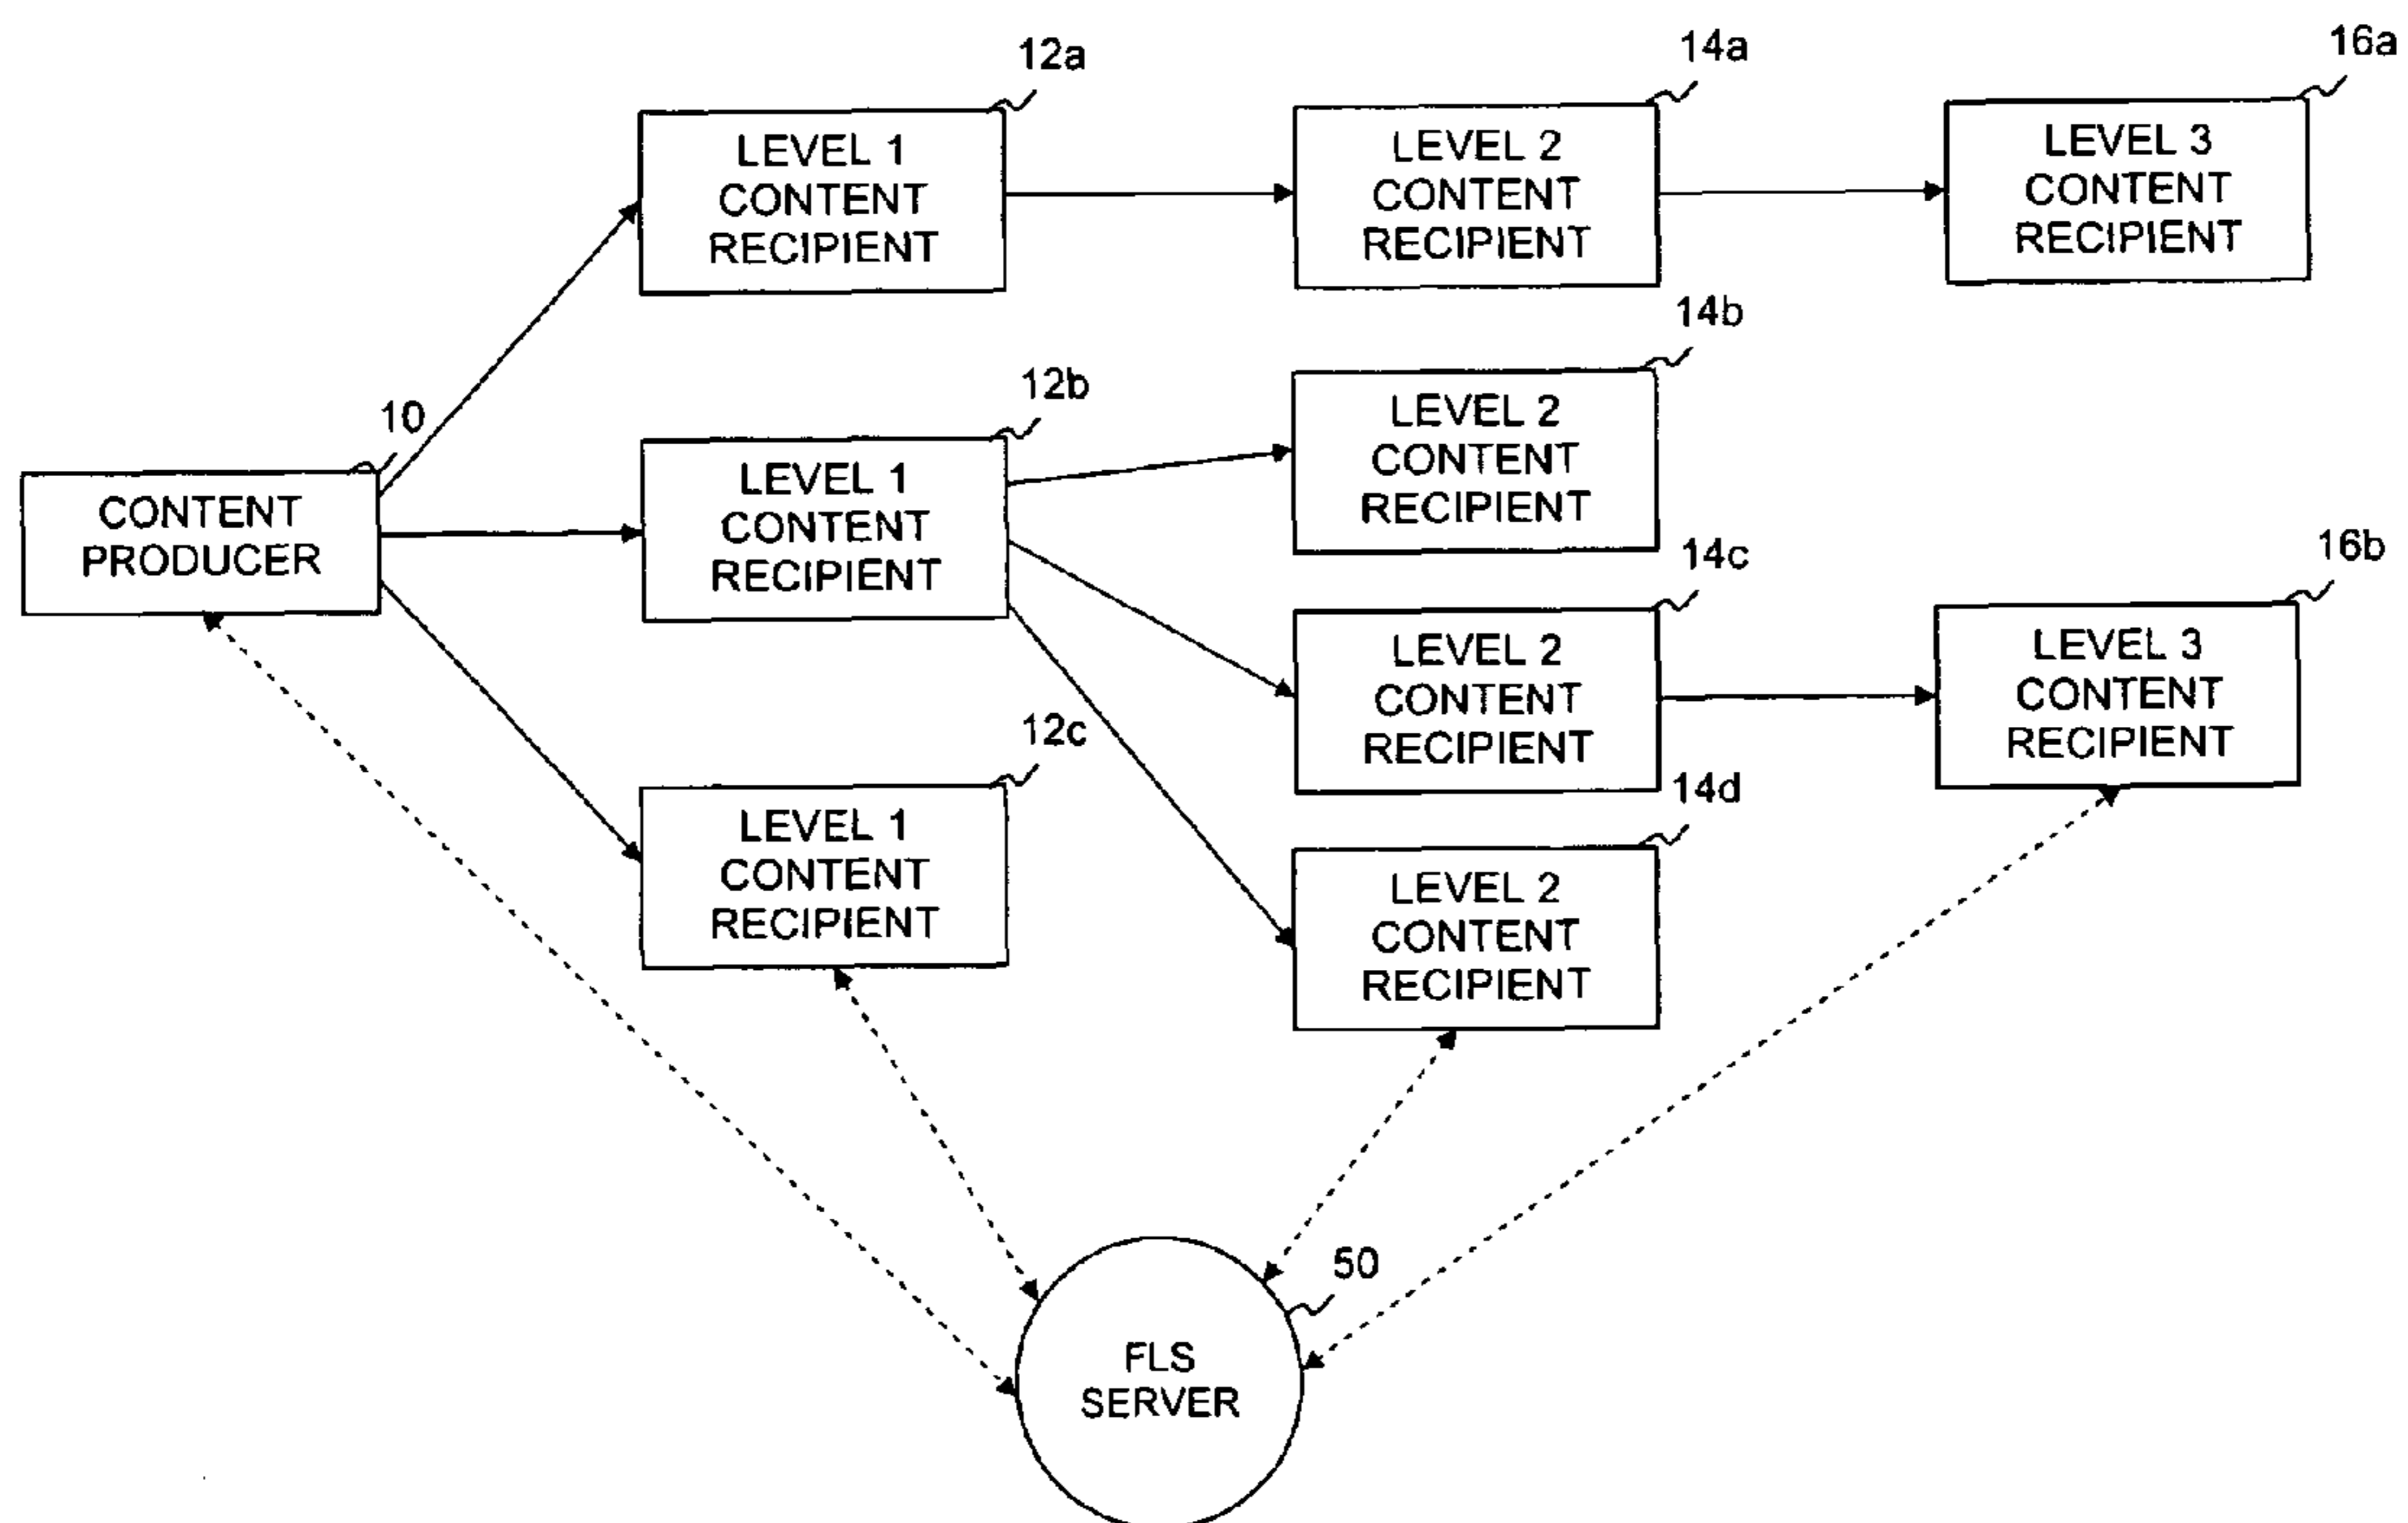 12a
14a
16a
LEVEL 1
CONTENT
RECIPIENT
LEVEL 2
CONTENT
RECIPIENT
LEVEL 3
CONTENT
RECIPIENT
10
12b
14b
CONTENT
PRODUCER
LEVEL 1
CONTENT
RECIPIENT
LEVEL 2
CONTENT
RECIPIENT
14c
16b
LEVEL 2
CONTENT
RECIPIENT
LEVEL 3
CONTENT
RECIPIENT
12c
14d
LEVEL 1
CONTENT
RECIPIENT
LEVEL 2
CONTENT
RECIPIENT
50
FLS
SERVER